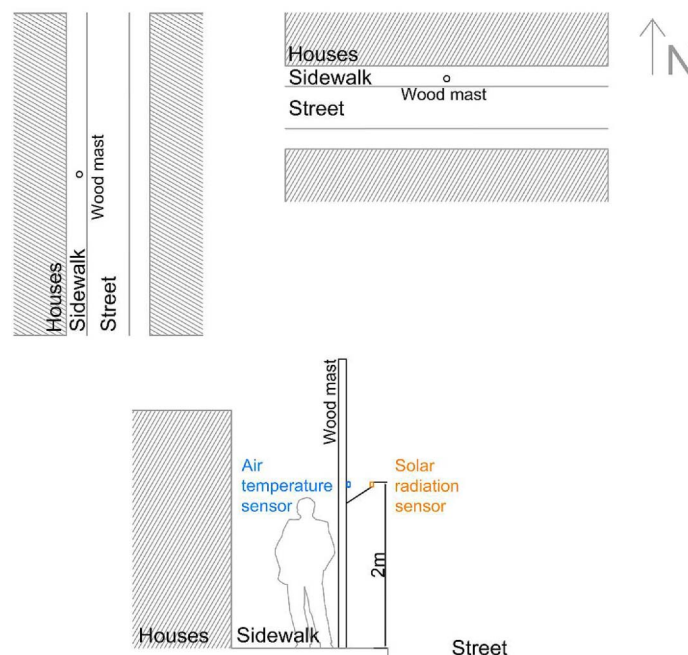 Houses
Sidewalk
Wood mast
Street
N
Houses
Sidewalk
Street
Wood mast
Wood mast
Air
temperature
sensor
Solar
radiation
sensor
2m
Houses
Sidewalk
Street